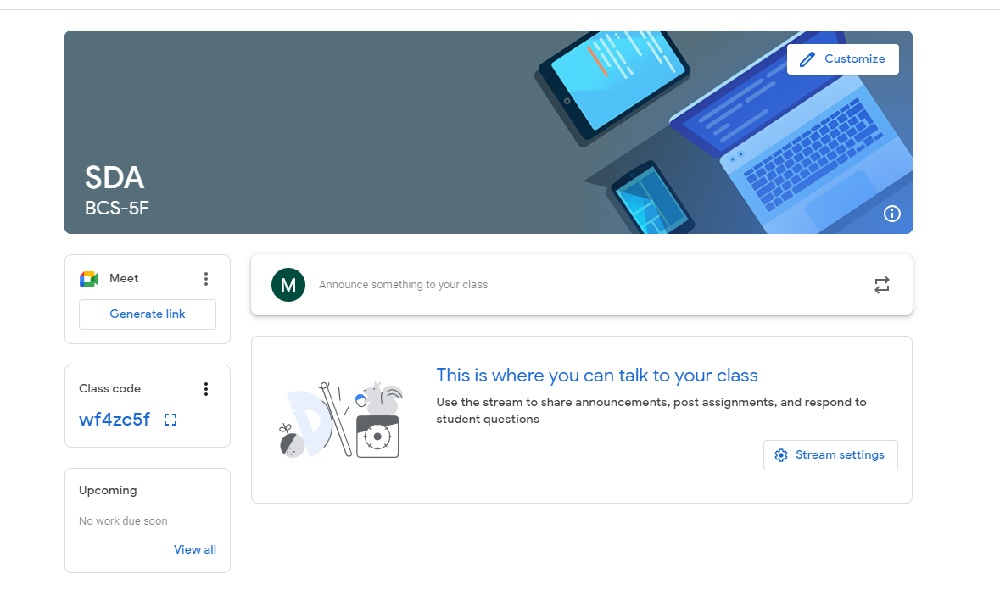 Customize
SDA
BCS-5F
Meet
Generate link
Class code
wf4zc5f
Upcoming
No work due soon
View all
M
Announce something to your class
This is where you can talk to your class
Use the stream to share announcements, post assignments, and respond to
student questions
Stream settings